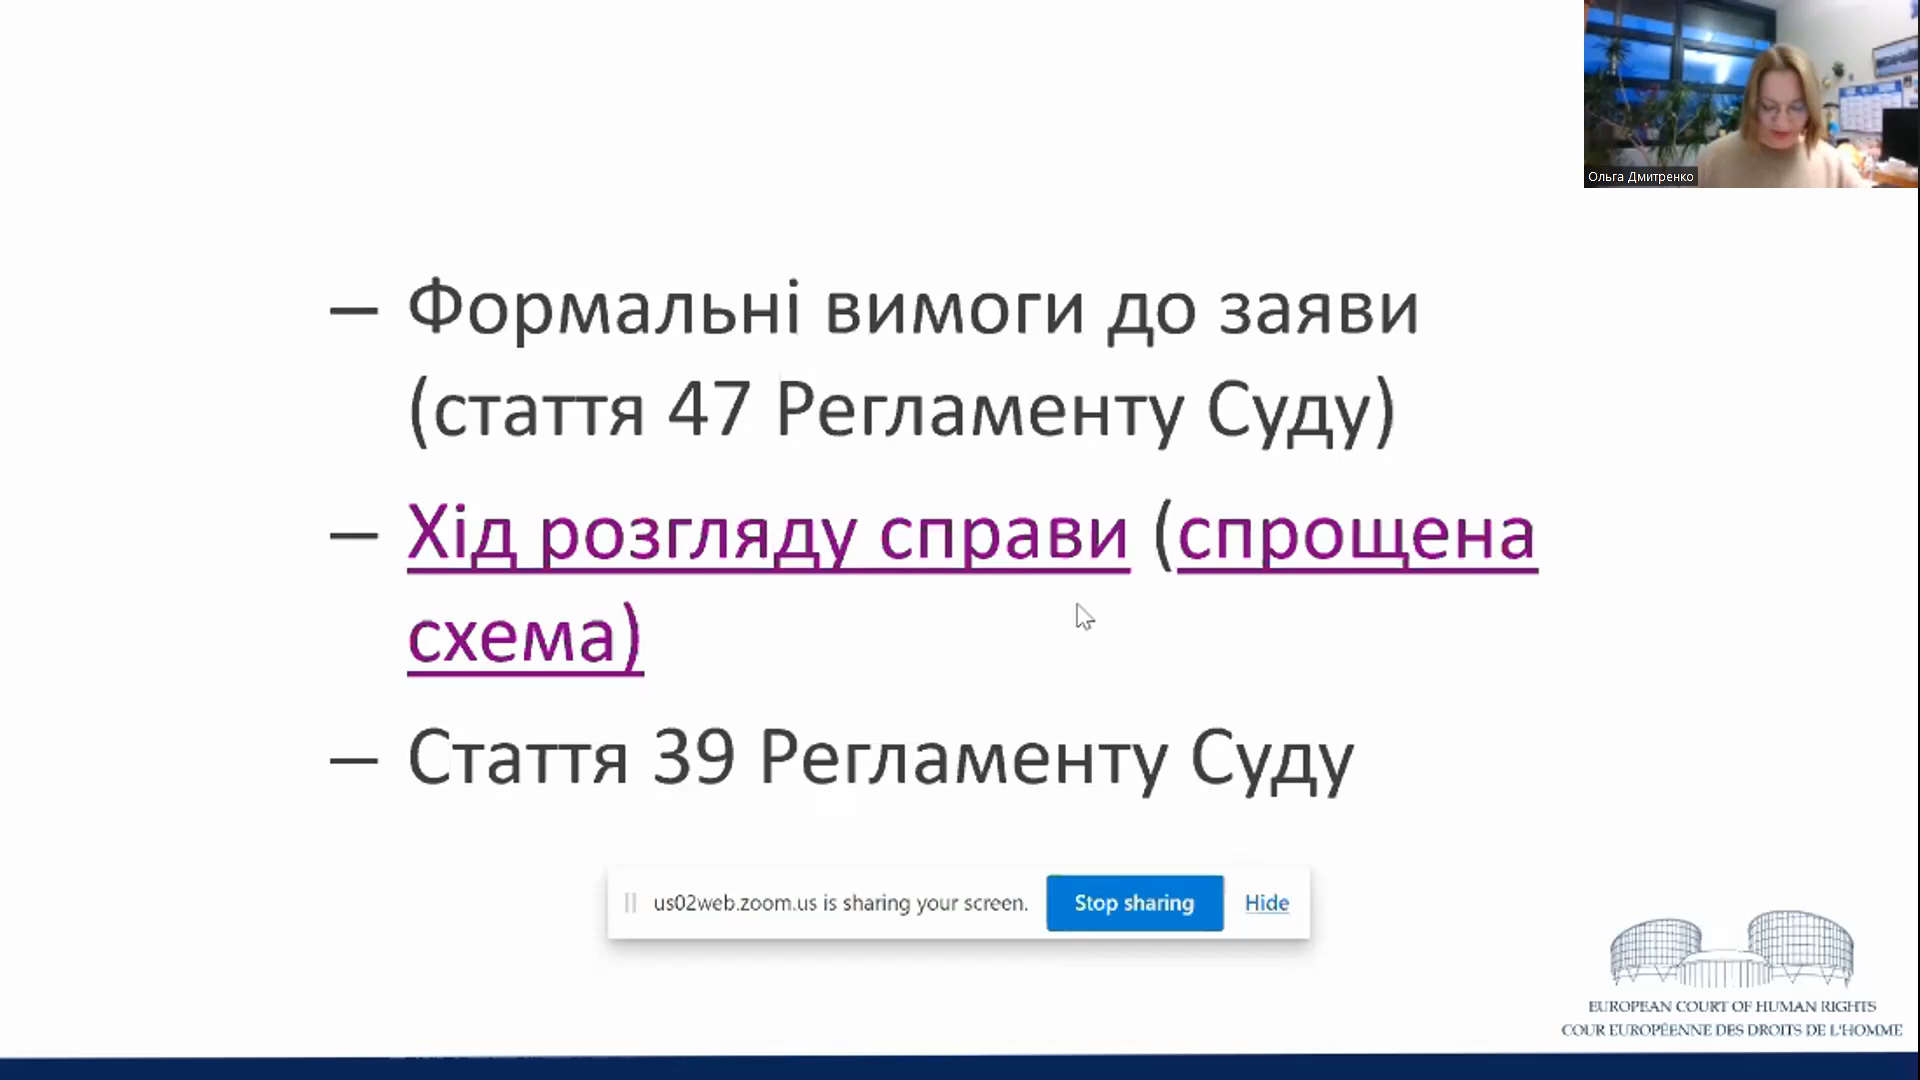 Ольга Дмитренко
— Формальні вимоги до заяви
(стаття 47 Регламенту Суду)
— Хід розгляду справи (спрощена
схема)
— Стаття 39 Регламенту Суду
us02web.zoom.us is sharing your screen. Stop sharing Hide
EUROPEAN COURT OF HUMAN RIGHTS
COUR EUROPÉENNE DES DROITS DE L'HOMME